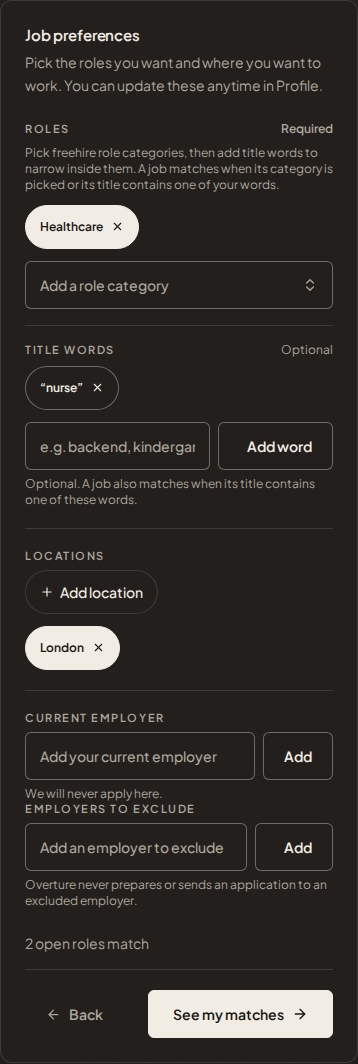 Job preferences
Pick the roles you want and where you want to
work. You can update these anytime in Profile.
ROLES
Required
Pick freehire role categories, then add title words to
narrow inside them. A job matches when its category is
picked or its title contains one of your words.
Healthcare ×
Add a role category
TITLE WORDS
Optional
“nurse” ×
e.g. backend, kindergar
Add word
Optional. A job also matches when its title contains
one of these words.
LOCATIONS
+ Add location
London ×
CURRENT EMPLOYER
Add your current employer
Add
We will never apply here.
EMPLOYERS TO EXCLUDE
Add an employer to exclude
Add
Overture never prepares or sends an application to an
excluded employer.
2 open roles match
← Back
See my matches →